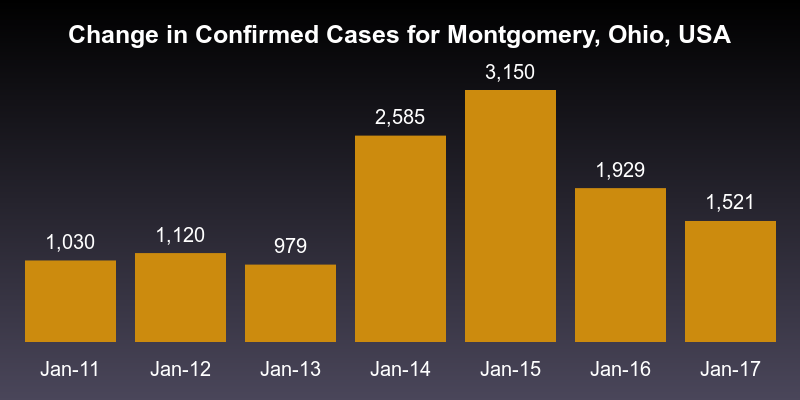 Change in Confirmed Cases for Montgomery, Ohio, USA
1,030
1,120
979
2,585
3,150
1,929
1,521
Jan-11
Jan-12
Jan-13
Jan-14
Jan-15
Jan-16
Jan-17